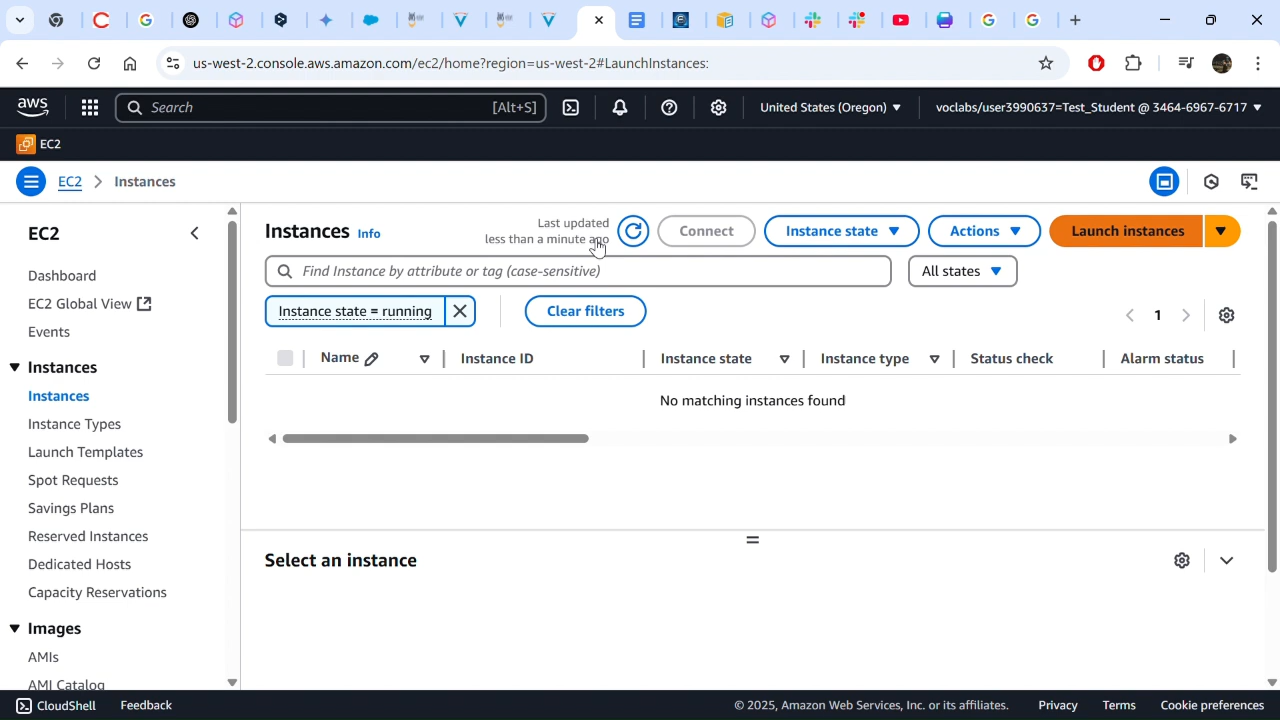 us-west-2.console.aws.amazon.com/ec2/home?region=us-west-2#LaunchInstances:
aws
Search
[Alt+S]
United States (Oregon)
voclabs/user3990637=Test_Student @ 3464-6967-6717
EC2
EC2
Instances
EC2
Dashboard
EC2 Global View
Events
Instances
Instances
Instance Types
Launch Templates
Spot Requests
Savings Plans
Reserved Instances
Dedicated Hosts
Capacity Reservations
Images
AMIs
AMI Catalog
Instances Info
Last updated
less than a minute ago
Connect
Instance state
Actions
Launch instances
Find Instance by attribute or tag (case-sensitive)
All states
Instance state = running
Clear filters
1
Name
Instance ID
Instance state
Instance type
Status check
Alarm status
No matching instances found
Select an instance
CloudShell
Feedback
© 2025, Amazon Web Services, Inc. or its affiliates.
Privacy
Terms
Cookie preferences